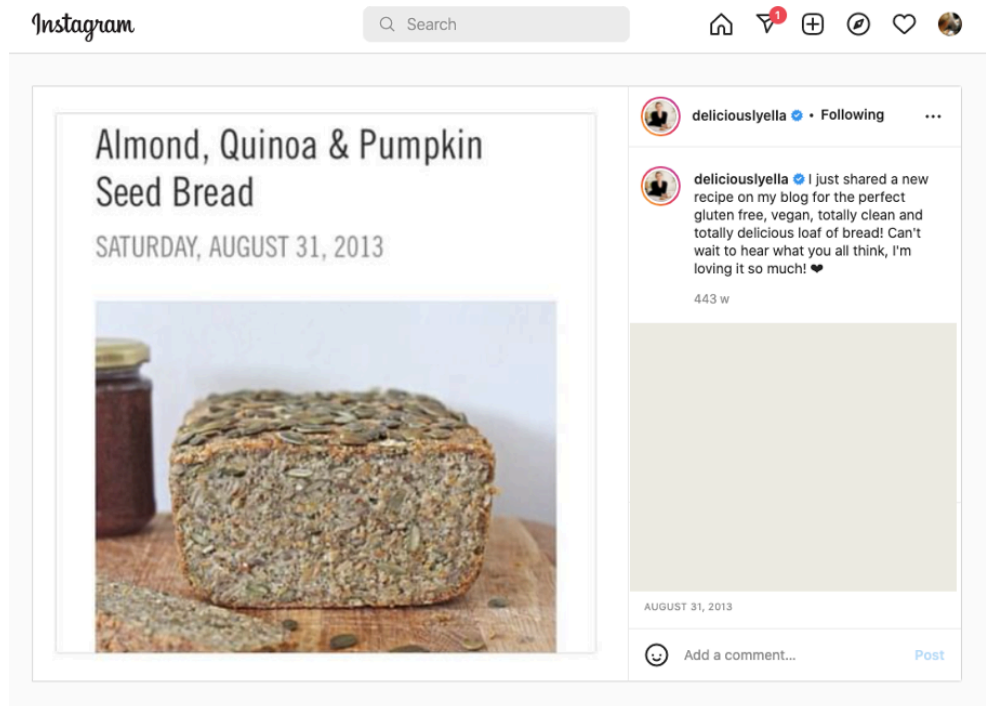 Instagram
Search
1
Almond, Quinoa & Pumpkin
Seed Bread
SATURDAY, AUGUST 31, 2013
deliciouslyella • Following
deliciouslyella I just shared a new
recipe on my blog for the perfect
gluten free, vegan, totally clean and
totally delicious loaf of bread! Can't
wait to hear what you all think, I'm
loving it so much! ❤
443 w
AUGUST 31, 2013
Add a comment...
Post